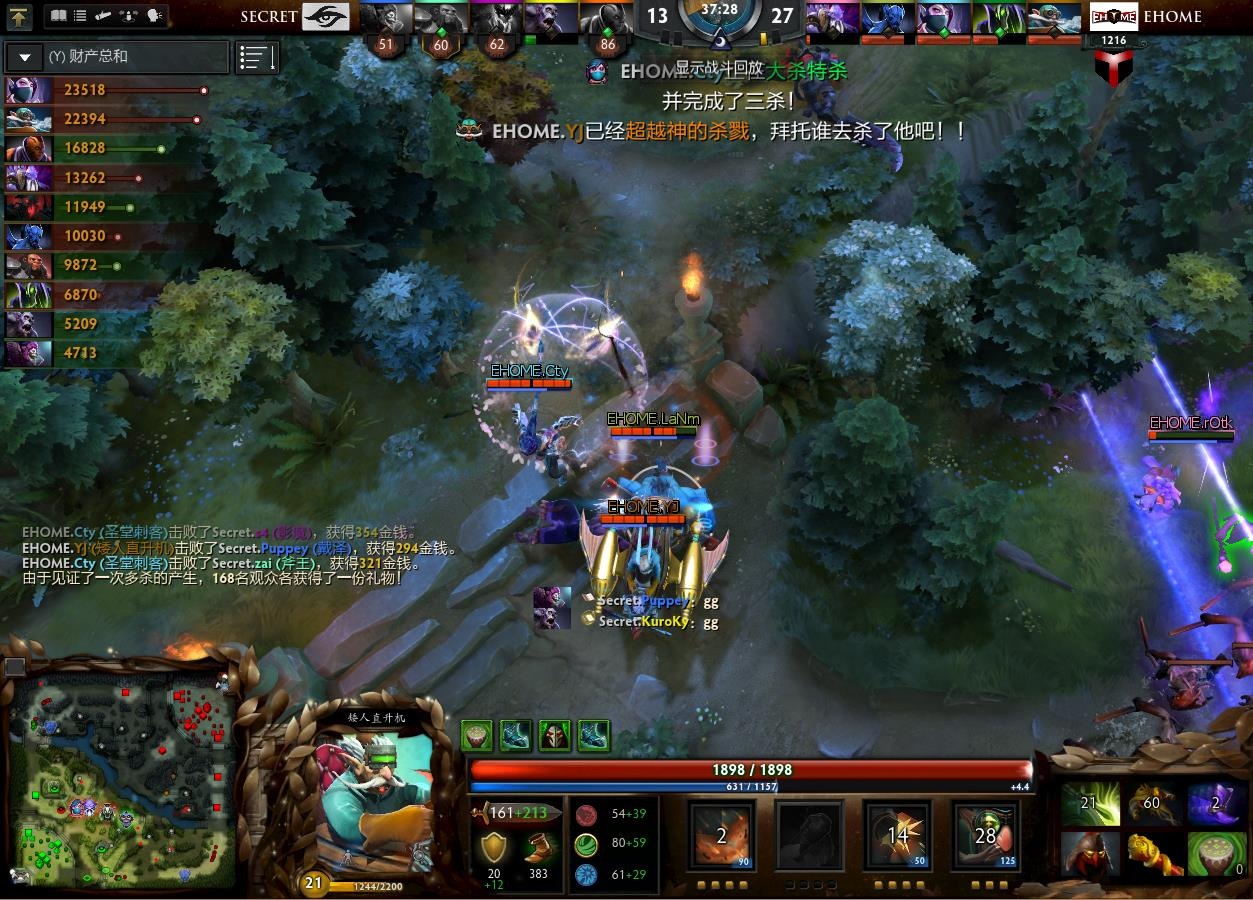 SECRET
13
37:28
27
EHOME
51
60
62
86
1216
(Y) 财产总和
显示战斗回放
大杀特杀
并完成了三杀！
EHOME.YJ已经超越神的杀戮，拜托谁去杀了他吧！！
23518
22394
16828
13262
11949
10030
9872
6870
5209
4713
EHOME.Cty
EHOME.LaNm
EHOME.rOtk
EHOME.YJ
EHOME.Cty (圣堂刺客)击败了Secret.s4 (影魔)，获得354金钱。
EHOME.YJ (矮人直升机)击败了Secret.Puppey (戴泽)，获得294金钱。
EHOME.Cty (圣堂刺客)击败了Secret.zai (斧王)，获得321金钱。
由于见证了一次多杀的产生，168名观众各获得了一份礼物！
Secret.Puppey: gg
Secret.KuroKy: gg
矮人直升机
1898 / 1898
631 / 1157
+4.4
161+213
54+39
80+59
61+29
20
+12
383
2
90
14
50
28
125
21
60
2
0
21
1244/2200